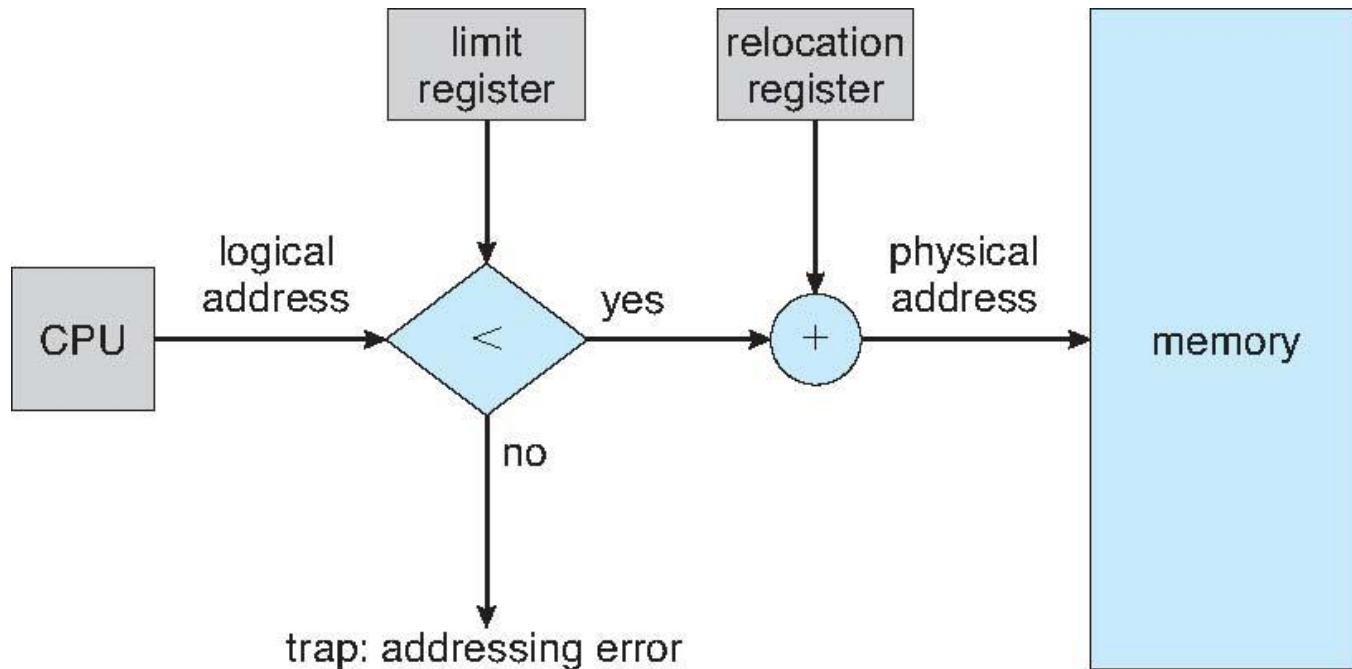 limit
register
relocation
register
logical
address
physical
address
CPU
<
yes
+
memory
no
trap: addressing error